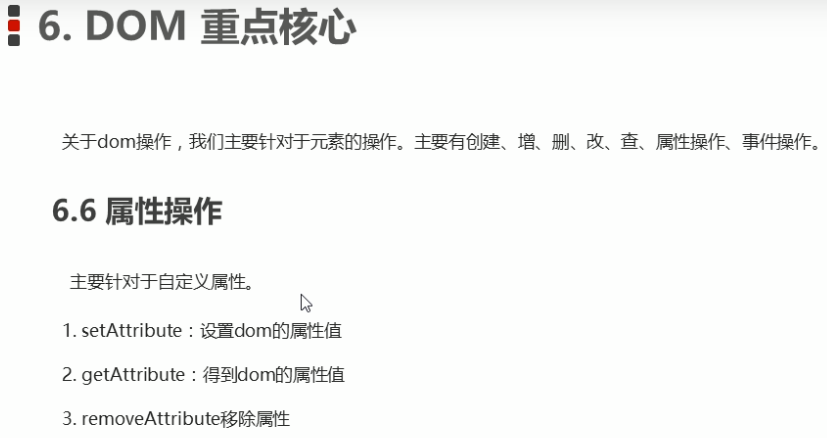 6. DOM 重点核心
关于dom操作，我们主要针对于元素的操作。主要有创建、增、删、改、查、属性操作、事件操作。
6.6 属性操作
主要针对于自定义属性。
1. setAttribute：设置dom的属性值
2. getAttribute：得到dom的属性值
3. removeAttribute移除属性